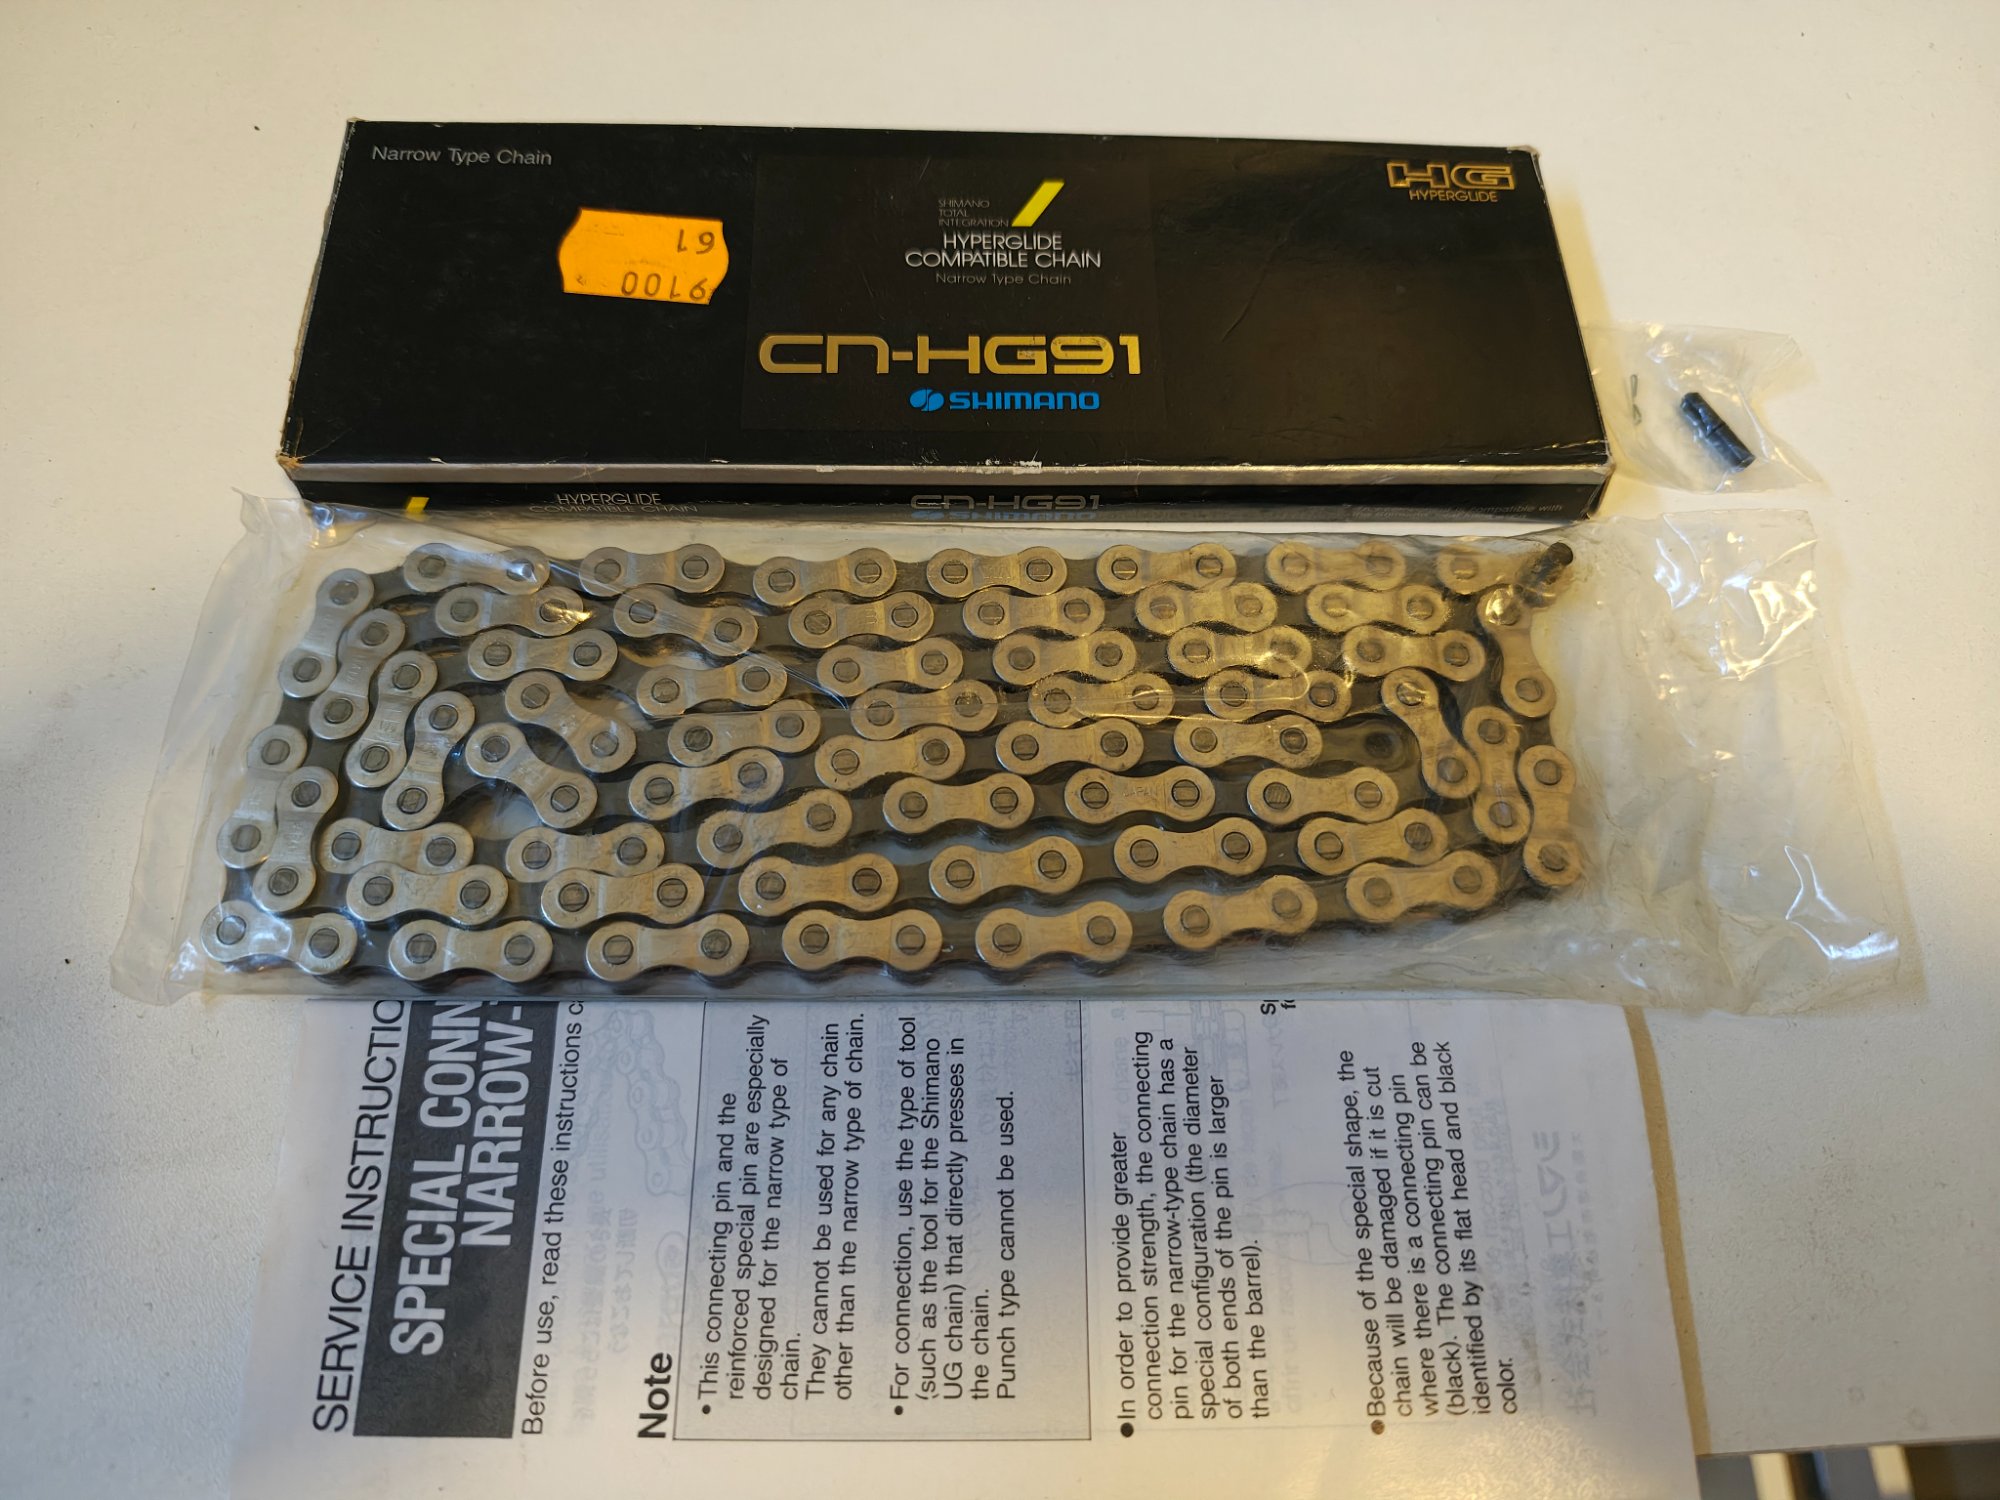 Narrow Type Chain
SHIMANO
TOTAL
INTEGRATION
HYPERGLIDE
COMPATIBLE CHAIN
Narrow Type Chain
CN-HG91
SHIMANO
HG
HYPERGLIDE
9100
61
HYPERGLIDE
COMPATIBLE CHAIN
CN-HG91
SHIMANO
compatible with
JAPAN
SERVICE INSTRUCTIO
SPECIAL CONN
NARROW-
Before use, read these instructions c
Note
• This connecting pin and the
reinforced special pin are especially
designed for the narrow type of
chain.
They cannot be used for any chain
other than the narrow type of chain.
• For connection, use the type of tool
(such as the tool for the Shimano
UG chain) that directly presses in
the chain.
Punch type cannot be used.
● In order to provide greater
connection strength, the connecting
pin for the narrow-type chain has a
special configuration (the diameter
of both ends of the pin is larger
than the barrel).
● Because of the special shape, the
chain will be damaged if it is cut
where there is a connecting pin
(black). The connecting pin can be
identified by its flat head and black
color.